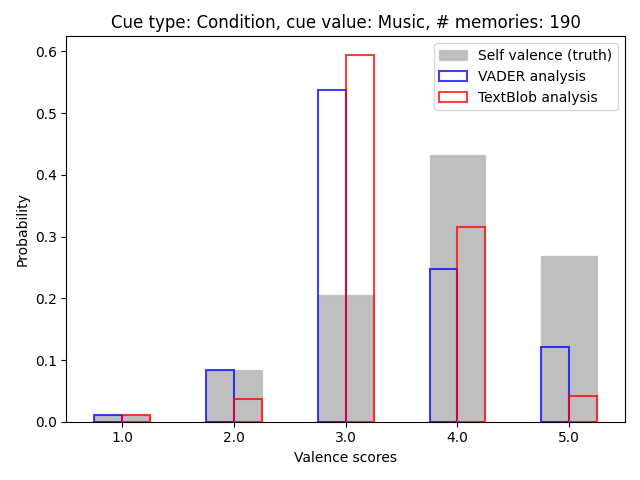 Cue type: Condition, cue value: Music, # memories: 190
Self valence (truth)
VADER analysis
TextBlob analysis
Probability
0.6
0.5
0.4
0.3
0.2
0.1
0.0
1.0 2.0 3.0 4.0 5.0
Valence scores